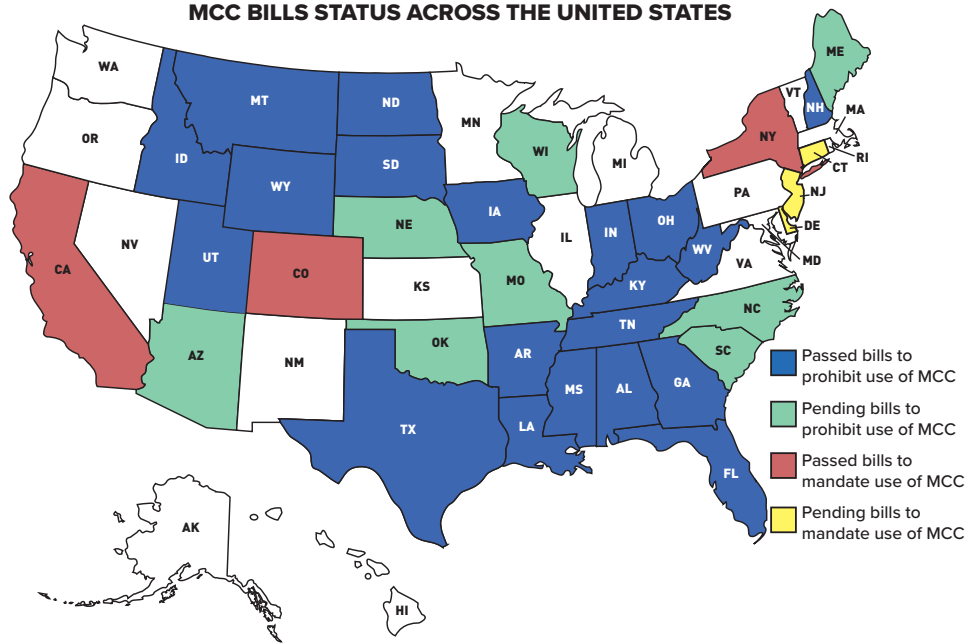 MCC BILLS STATUS ACROSS THE UNITED STATES
WA
MT
ND
MN
ME
VT
NH
MA
OR
ID
SD
WI
MI
NY
RI
CT
WY
IA
PA
NJ
NE
OH
DE
NV
UT
IL
IN
WV
MD
CA
CO
KS
MO
KY
VA
NC
AZ
OK
TN
SC
NM
AR
MS
AL
GA
TX
LA
FL
AK
HI
Passed bills to
prohibit use of MCC
Pending bills to
prohibit use of MCC
Passed bills to
mandate use of MCC
Pending bills to
mandate use of MCC